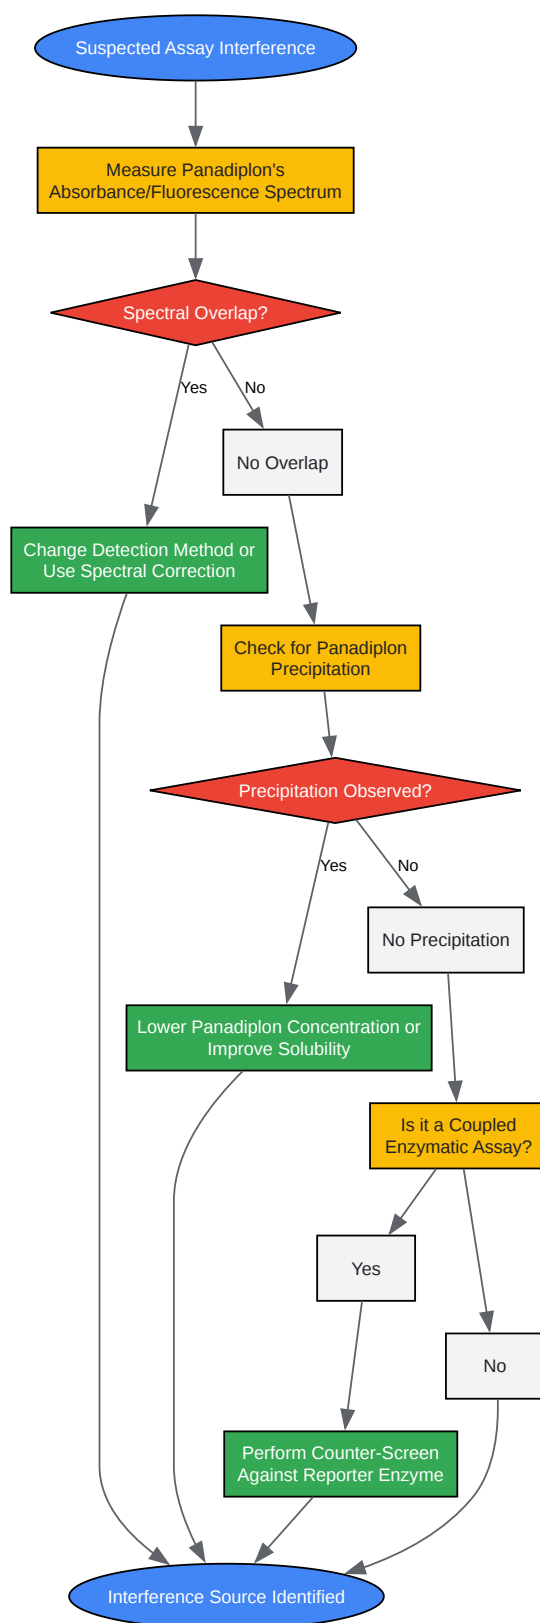 Suspected Assay Interference
Measure Panadiplon's
Absorbance/Fluorescence Spectrum
Spectral Overlap?
Yes
No
No Overlap
Change Detection Method or
Use Spectral Correction
Check for Panadiplon
Precipitation
Precipitation Observed?
Yes
No
No Precipitation
Lower Panadiplon Concentration or
Improve Solubility
Is it a Coupled
Enzymatic Assay?
Yes
No
Perform Counter-Screen
Against Reporter Enzyme
Interference Source Identified